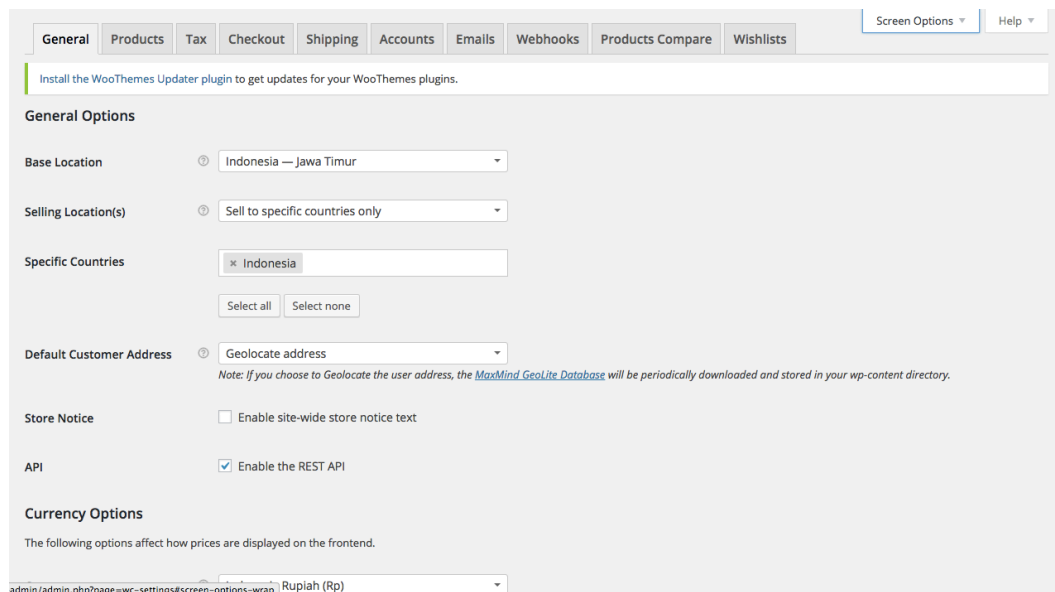 Screen Options ▼ Help ▼
General Products Tax Checkout Shipping Accounts Emails Webhooks Products Compare Wishlists
Install the WooThemes Updater plugin to get updates for your WooThemes plugins.
General Options
Base Location Indonesia — Jawa Timur
Selling Location(s) Sell to specific countries only
Specific Countries × Indonesia
Select all Select none
Default Customer Address Geolocate address
Note: If you choose to Geolocate the user address, the MaxMind GeoLite Database will be periodically downloaded and stored in your wp-content directory.
Store Notice Enable site-wide store notice text
API Enable the REST API
Currency Options
The following options affect how prices are displayed on the frontend.
Rupiah (Rp)
admin/admin.php?page=wc-settings#screen-options-wrap